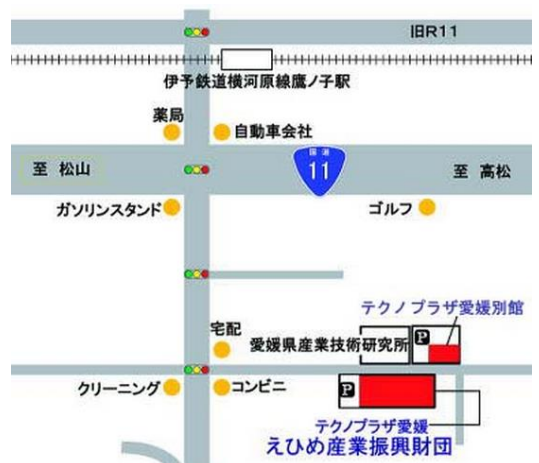 旧R11
伊予鉄道横河原線鷹ノ子駅
薬局
自動車会社
至 松山
国道
11
至 高松
ガソリンスタンド
ゴルフ
テクノプラザ愛媛別館
宅配
愛媛県産業技術研究所
P
クリーニング
コンビニ
P
テクノプラザ愛媛
えひめ産業振興財団